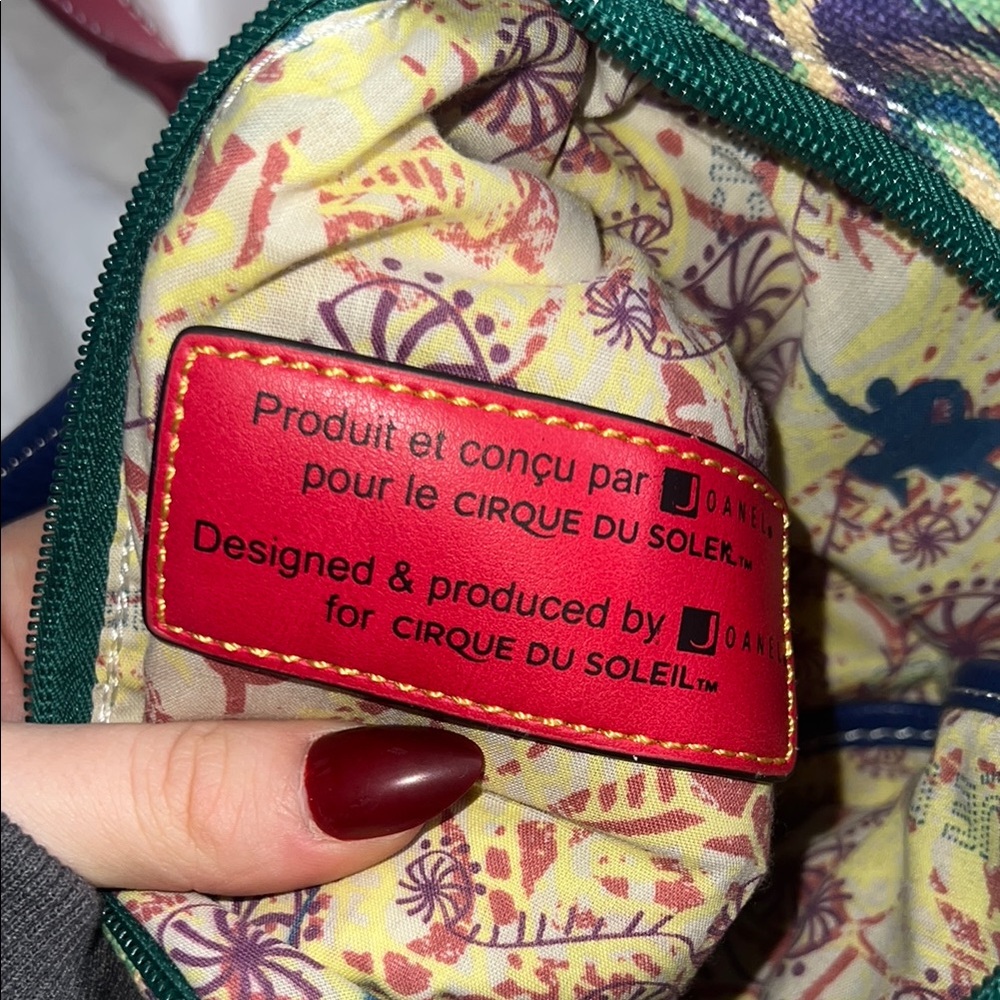 Produit et conçu par JOANEL
pour le CIRQUE DU SOLEIL™
Designed & produced by JOANEL
for CIRQUE DU SOLEIL™